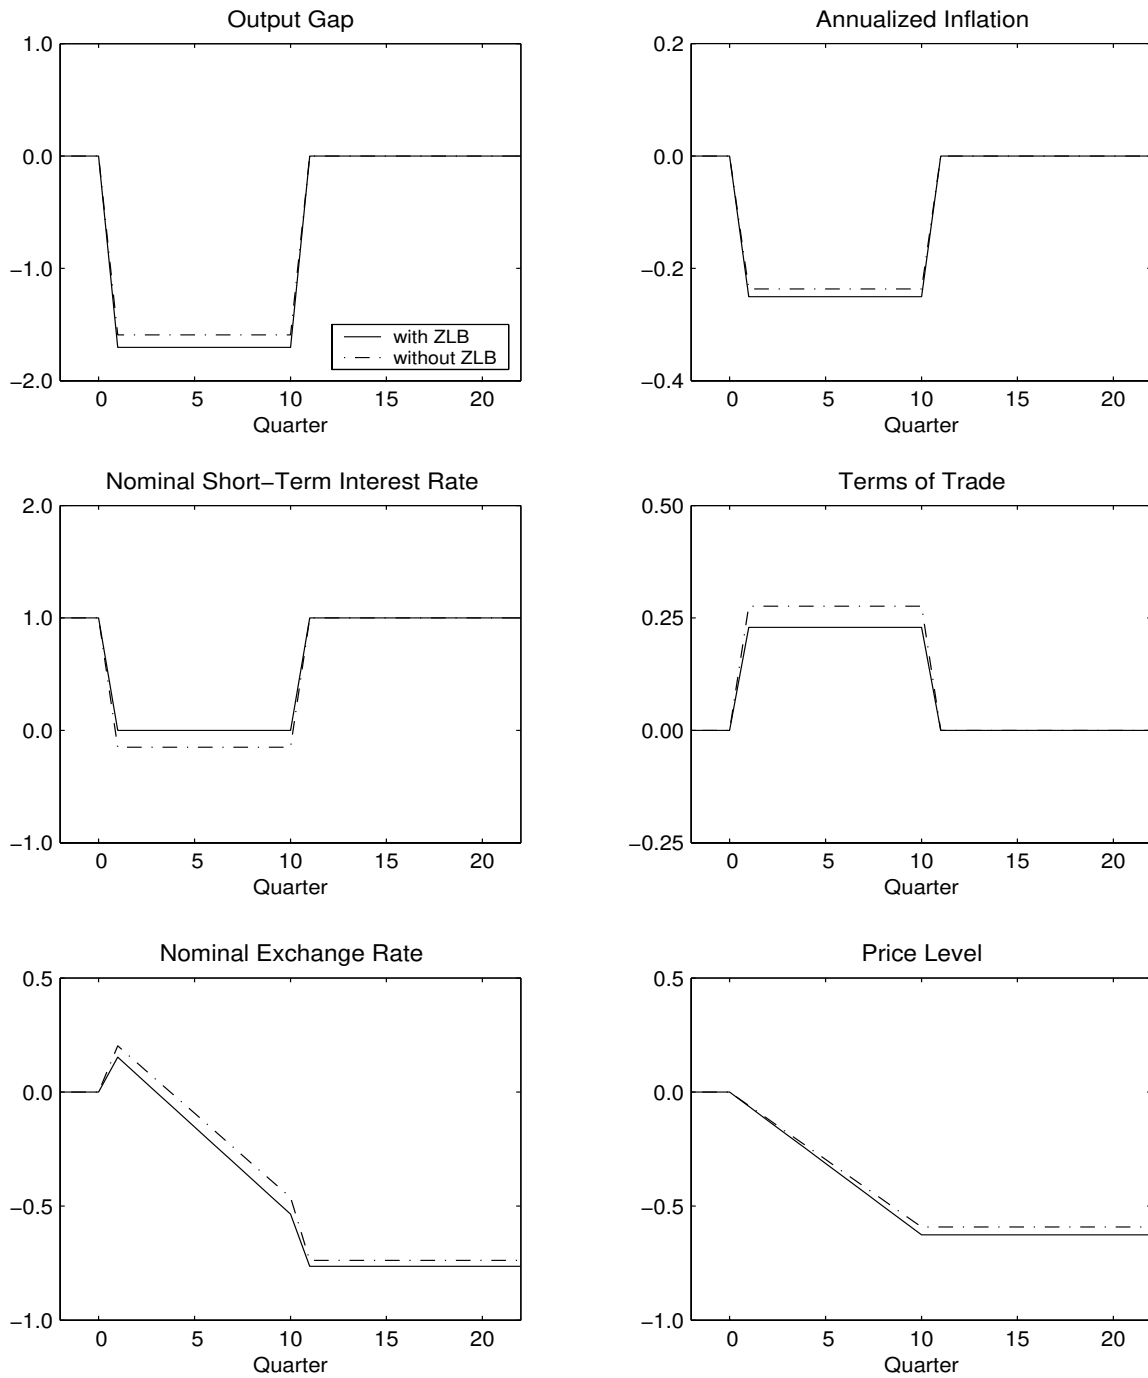 Output Gap
1.0
0.0
−1.0
−2.0
with ZLB
without ZLB
0 5 10 15 20
Quarter
Annualized Inflation
0.2
0.0
−0.2
−0.4
0 5 10 15 20
Quarter
Nominal Short−Term Interest Rate
2.0
1.0
0.0
−1.0
0 5 10 15 20
Quarter
Terms of Trade
0.50
0.25
0.00
−0.25
0 5 10 15 20
Quarter
Nominal Exchange Rate
0.5
0.0
−0.5
−1.0
0 5 10 15 20
Quarter
Price Level
0.5
0.0
−0.5
−1.0
0 5 10 15 20
Quarter